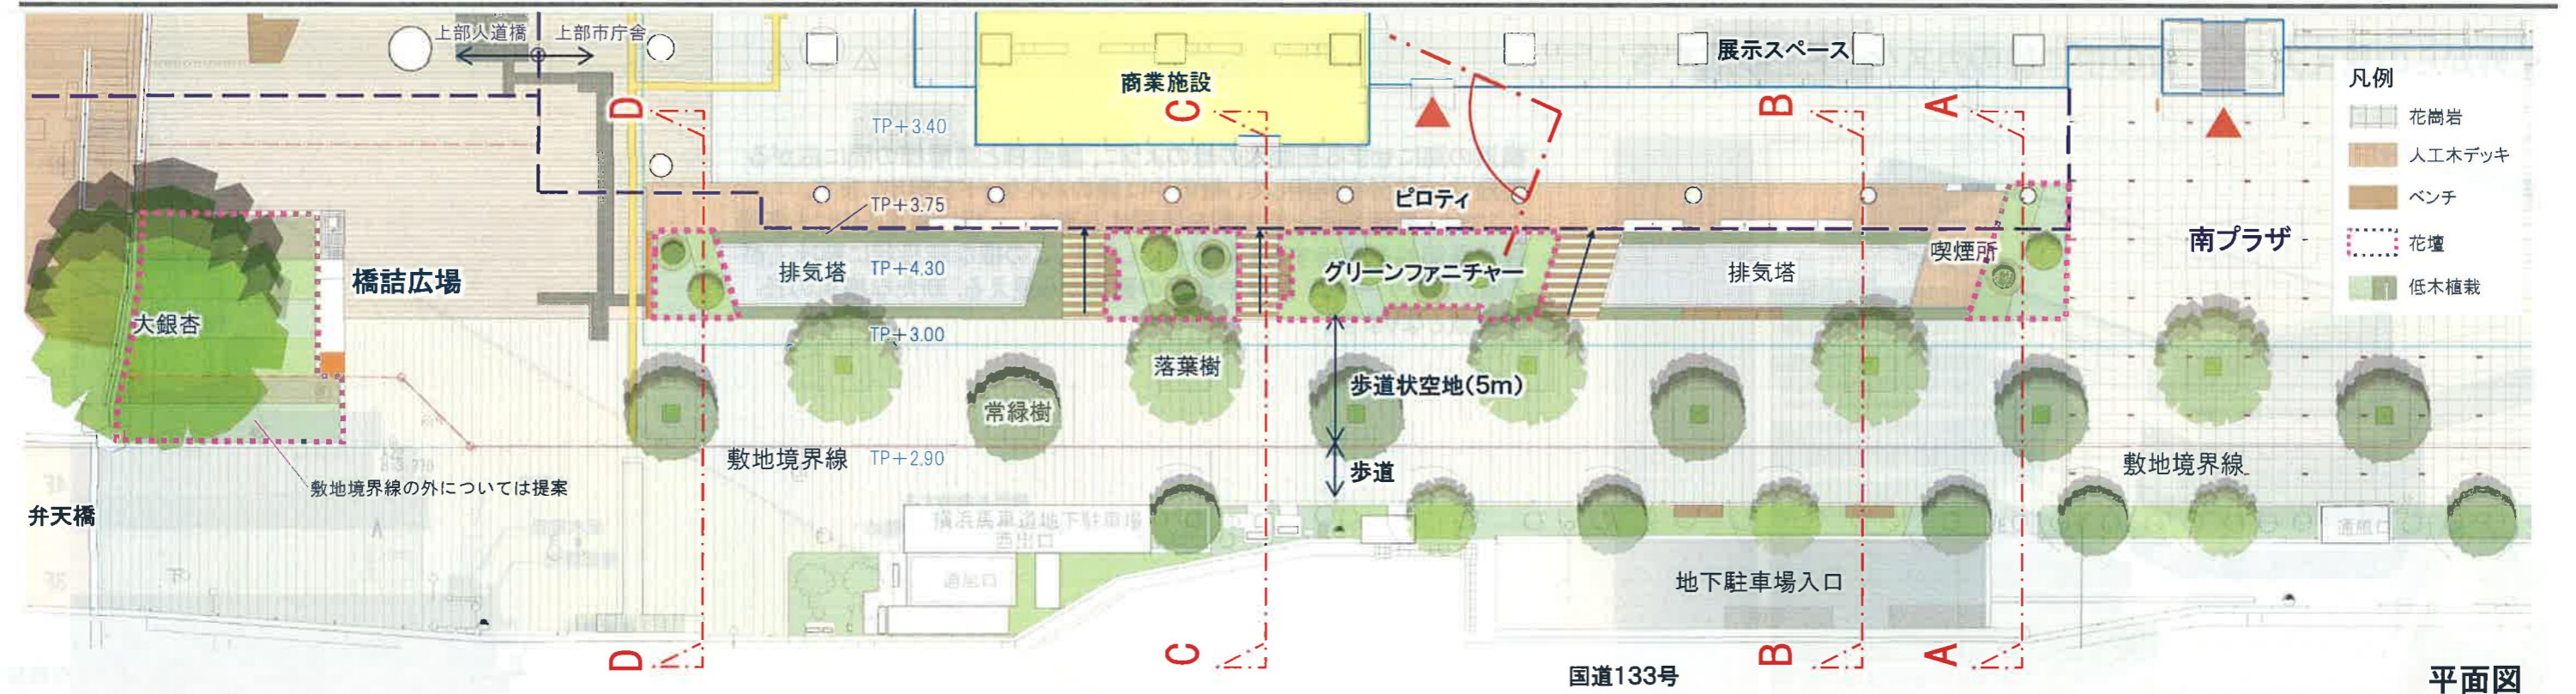 上部人道橋
上部市庁舎
商業施設
展示スペース
凡例
花崗岩
人工木デッキ
ベンチ
花壇
低木植栽
D
C
B
A
TP+3.40
ピロティ
TP+3.75
橋詰広場
大銀杏
排気塔
TP+4.30
グリーンファニチャー
排気塔
喫煙所
南プラザ
TP+3.00
落葉樹
常緑樹
歩道状空地(5m)
敷地境界線
TP+2.90
歩道
敷地境界線
敷地境界線の外については提案
弁天橋
横浜馬車道地下駐車場
西出口
通風口
通風口
地下駐車場入口
D
C
B
A
国道133号
平面図